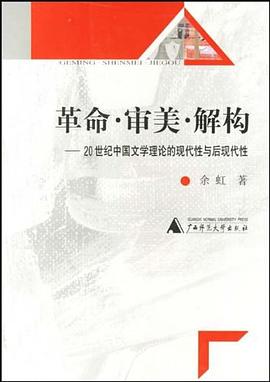 GEMING SHENMEI JIEGOU
革命·审美·解构
——20世纪中国文学理论的现代性与后现代性
余虹 著
GUANGXI NORMAL UNIVERSITY PRESS
广西师范大学出版社